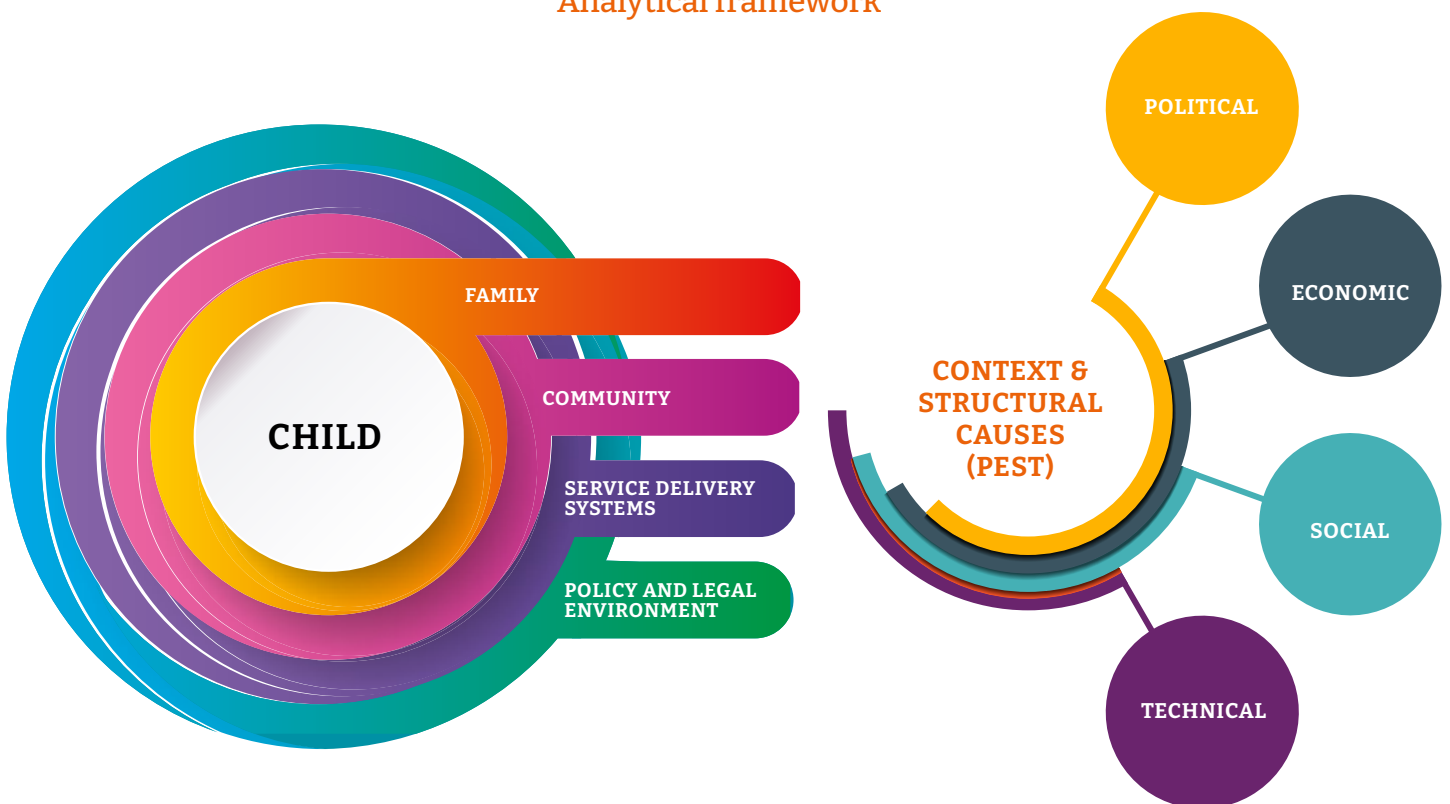 Analytical framework
CHILD
FAMILY
COMMUNITY
SERVICE DELIVERY
SYSTEMS
POLICY AND LEGAL
ENVIRONMENT
CONTEXT &
STRUCTURAL
CAUSES
(PEST)
POLITICAL
ECONOMIC
SOCIAL
TECHNICAL